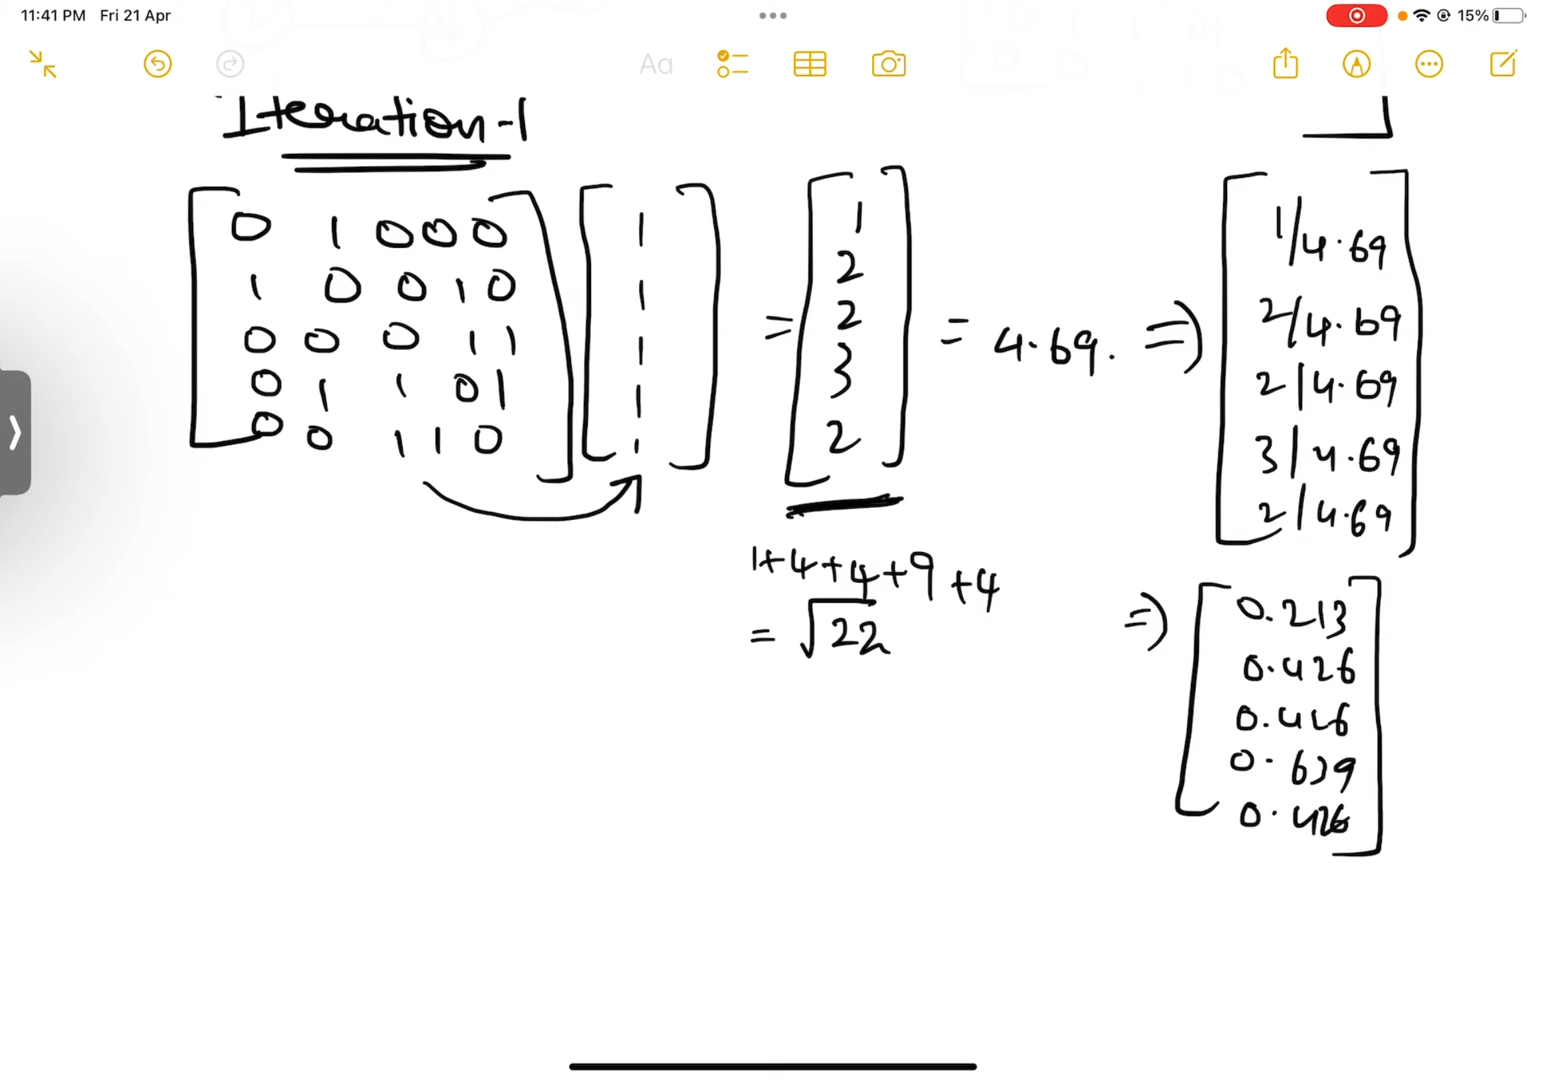 11:41 PM Fri 21 Apr
15%
Aa
Iteration-1
0 1 0 0 0
1 0 0 1 0
0 0 0 1 1
0 1 1 0 1
0 0 1 1 0
1
1
1
1
1
=
1
2
2
3
2
= 4.69. ⇒
1/4.69
2/4.69
2/4.69
3/4.69
2/4.69
1+4+4+9+4
= √22
⇒
0.213
0.426
0.426
0.639
0.426